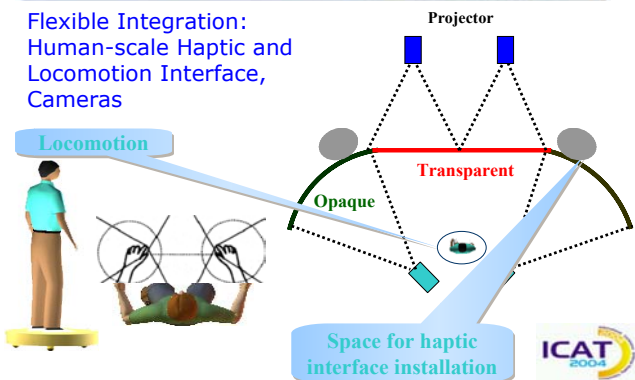 Flexible Integration:
Human-scale Haptic and
Locomotion Interface,
Cameras
Projector
Locomotion
Transparent
Opaque
Space for haptic
interface installation
ICAT
2004